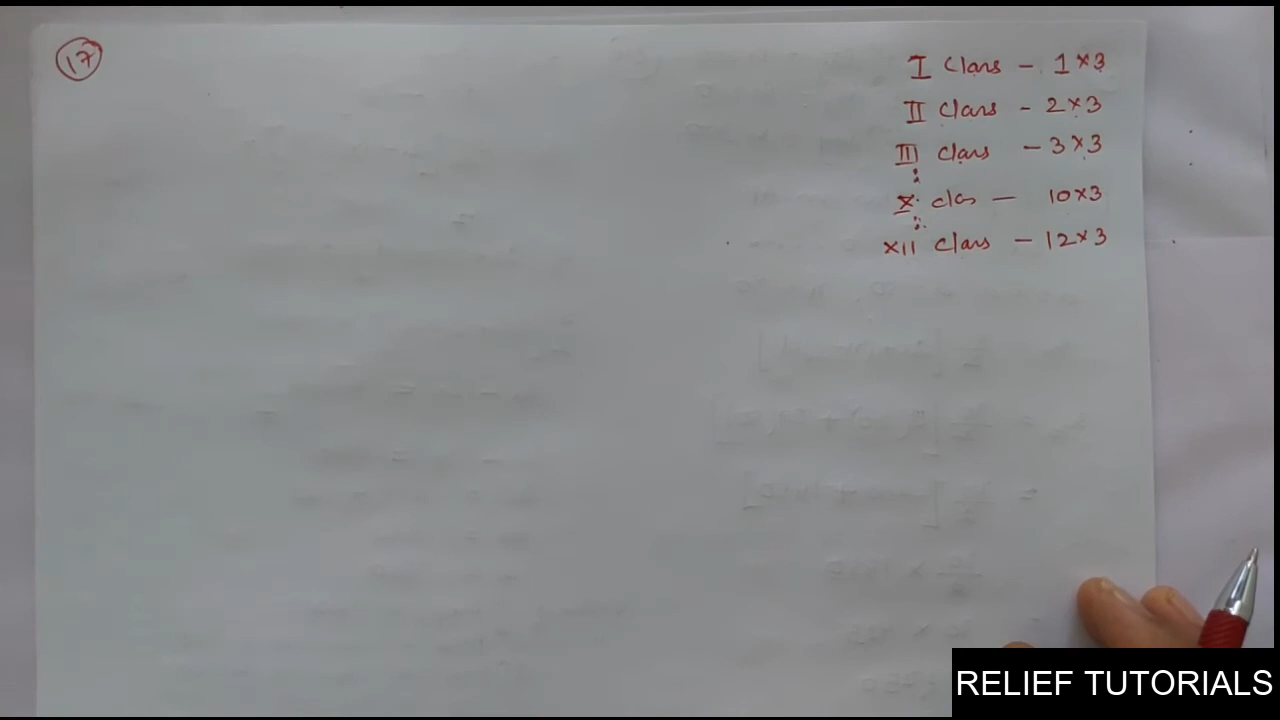 17
I class - 1×3
II class - 2×3
III class - 3×3
:
X clas - 10×3
:
XII class - 12×3
RELIEF TUTORIALS